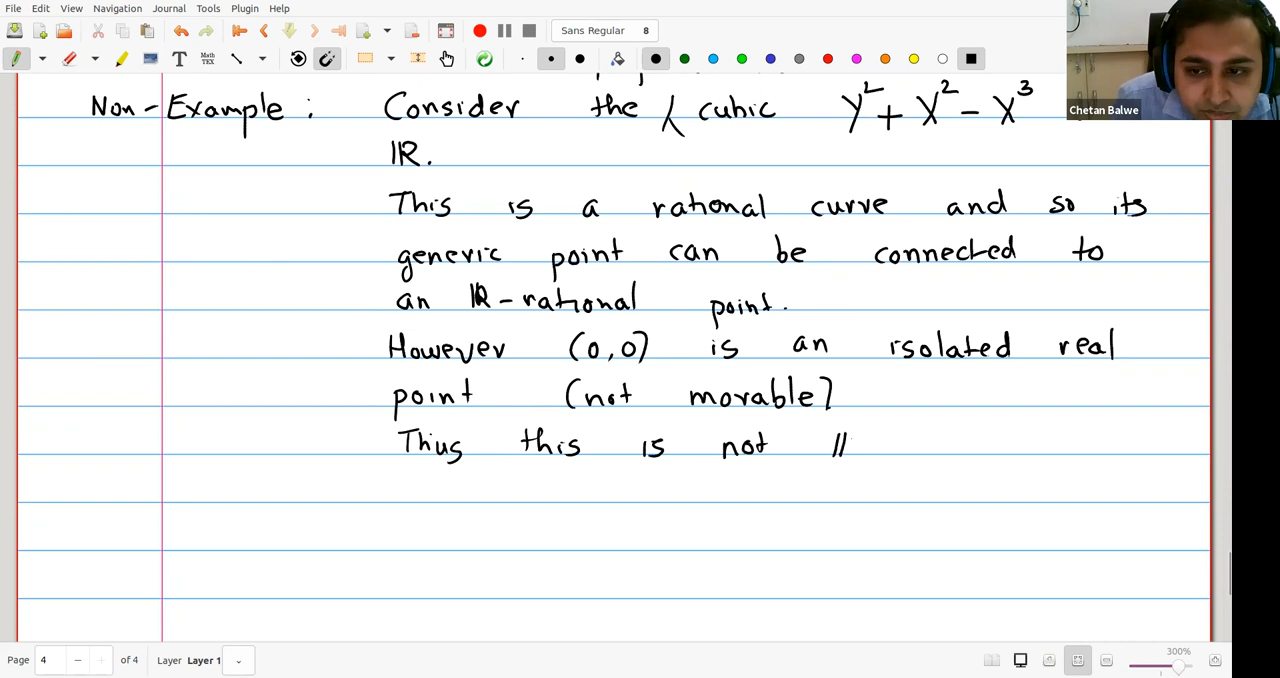 File Edit View Navigation Journal Tools Plugin Help
Sans Regular 8
Chetan Balwe
Non-Example : Consider the cubic Y² + X² - X³
IR.
This is a rational curve and so its
generic point can be connected to
an IR-rational point.
However (0,0) is an isolated real
point (not movable)
Thus this is not
Page 4 of 4 Layer Layer 1 300%